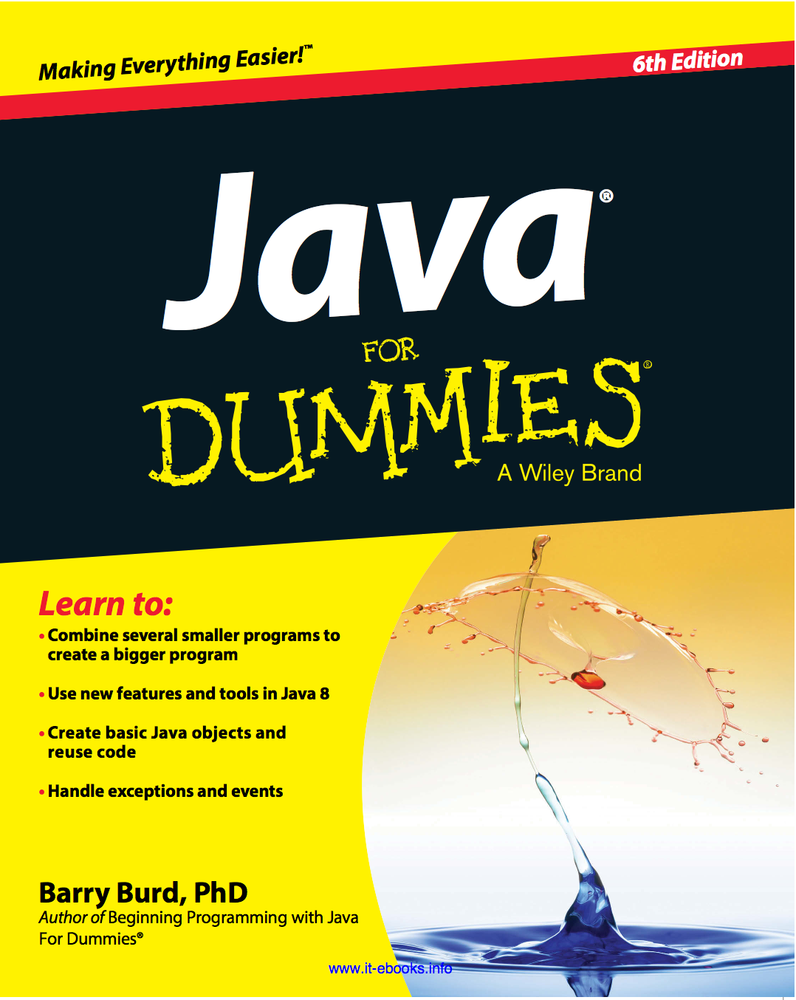 Making Everything Easier!™
6th Edition
Java®
FOR
DUMMIES®
A Wiley Brand
Learn to:
• Combine several smaller programs to
create a bigger program
• Use new features and tools in Java 8
• Create basic Java objects and
reuse code
• Handle exceptions and events
Barry Burd, PhD
Author of Beginning Programming with Java
For Dummies®
www.it-ebooks.info